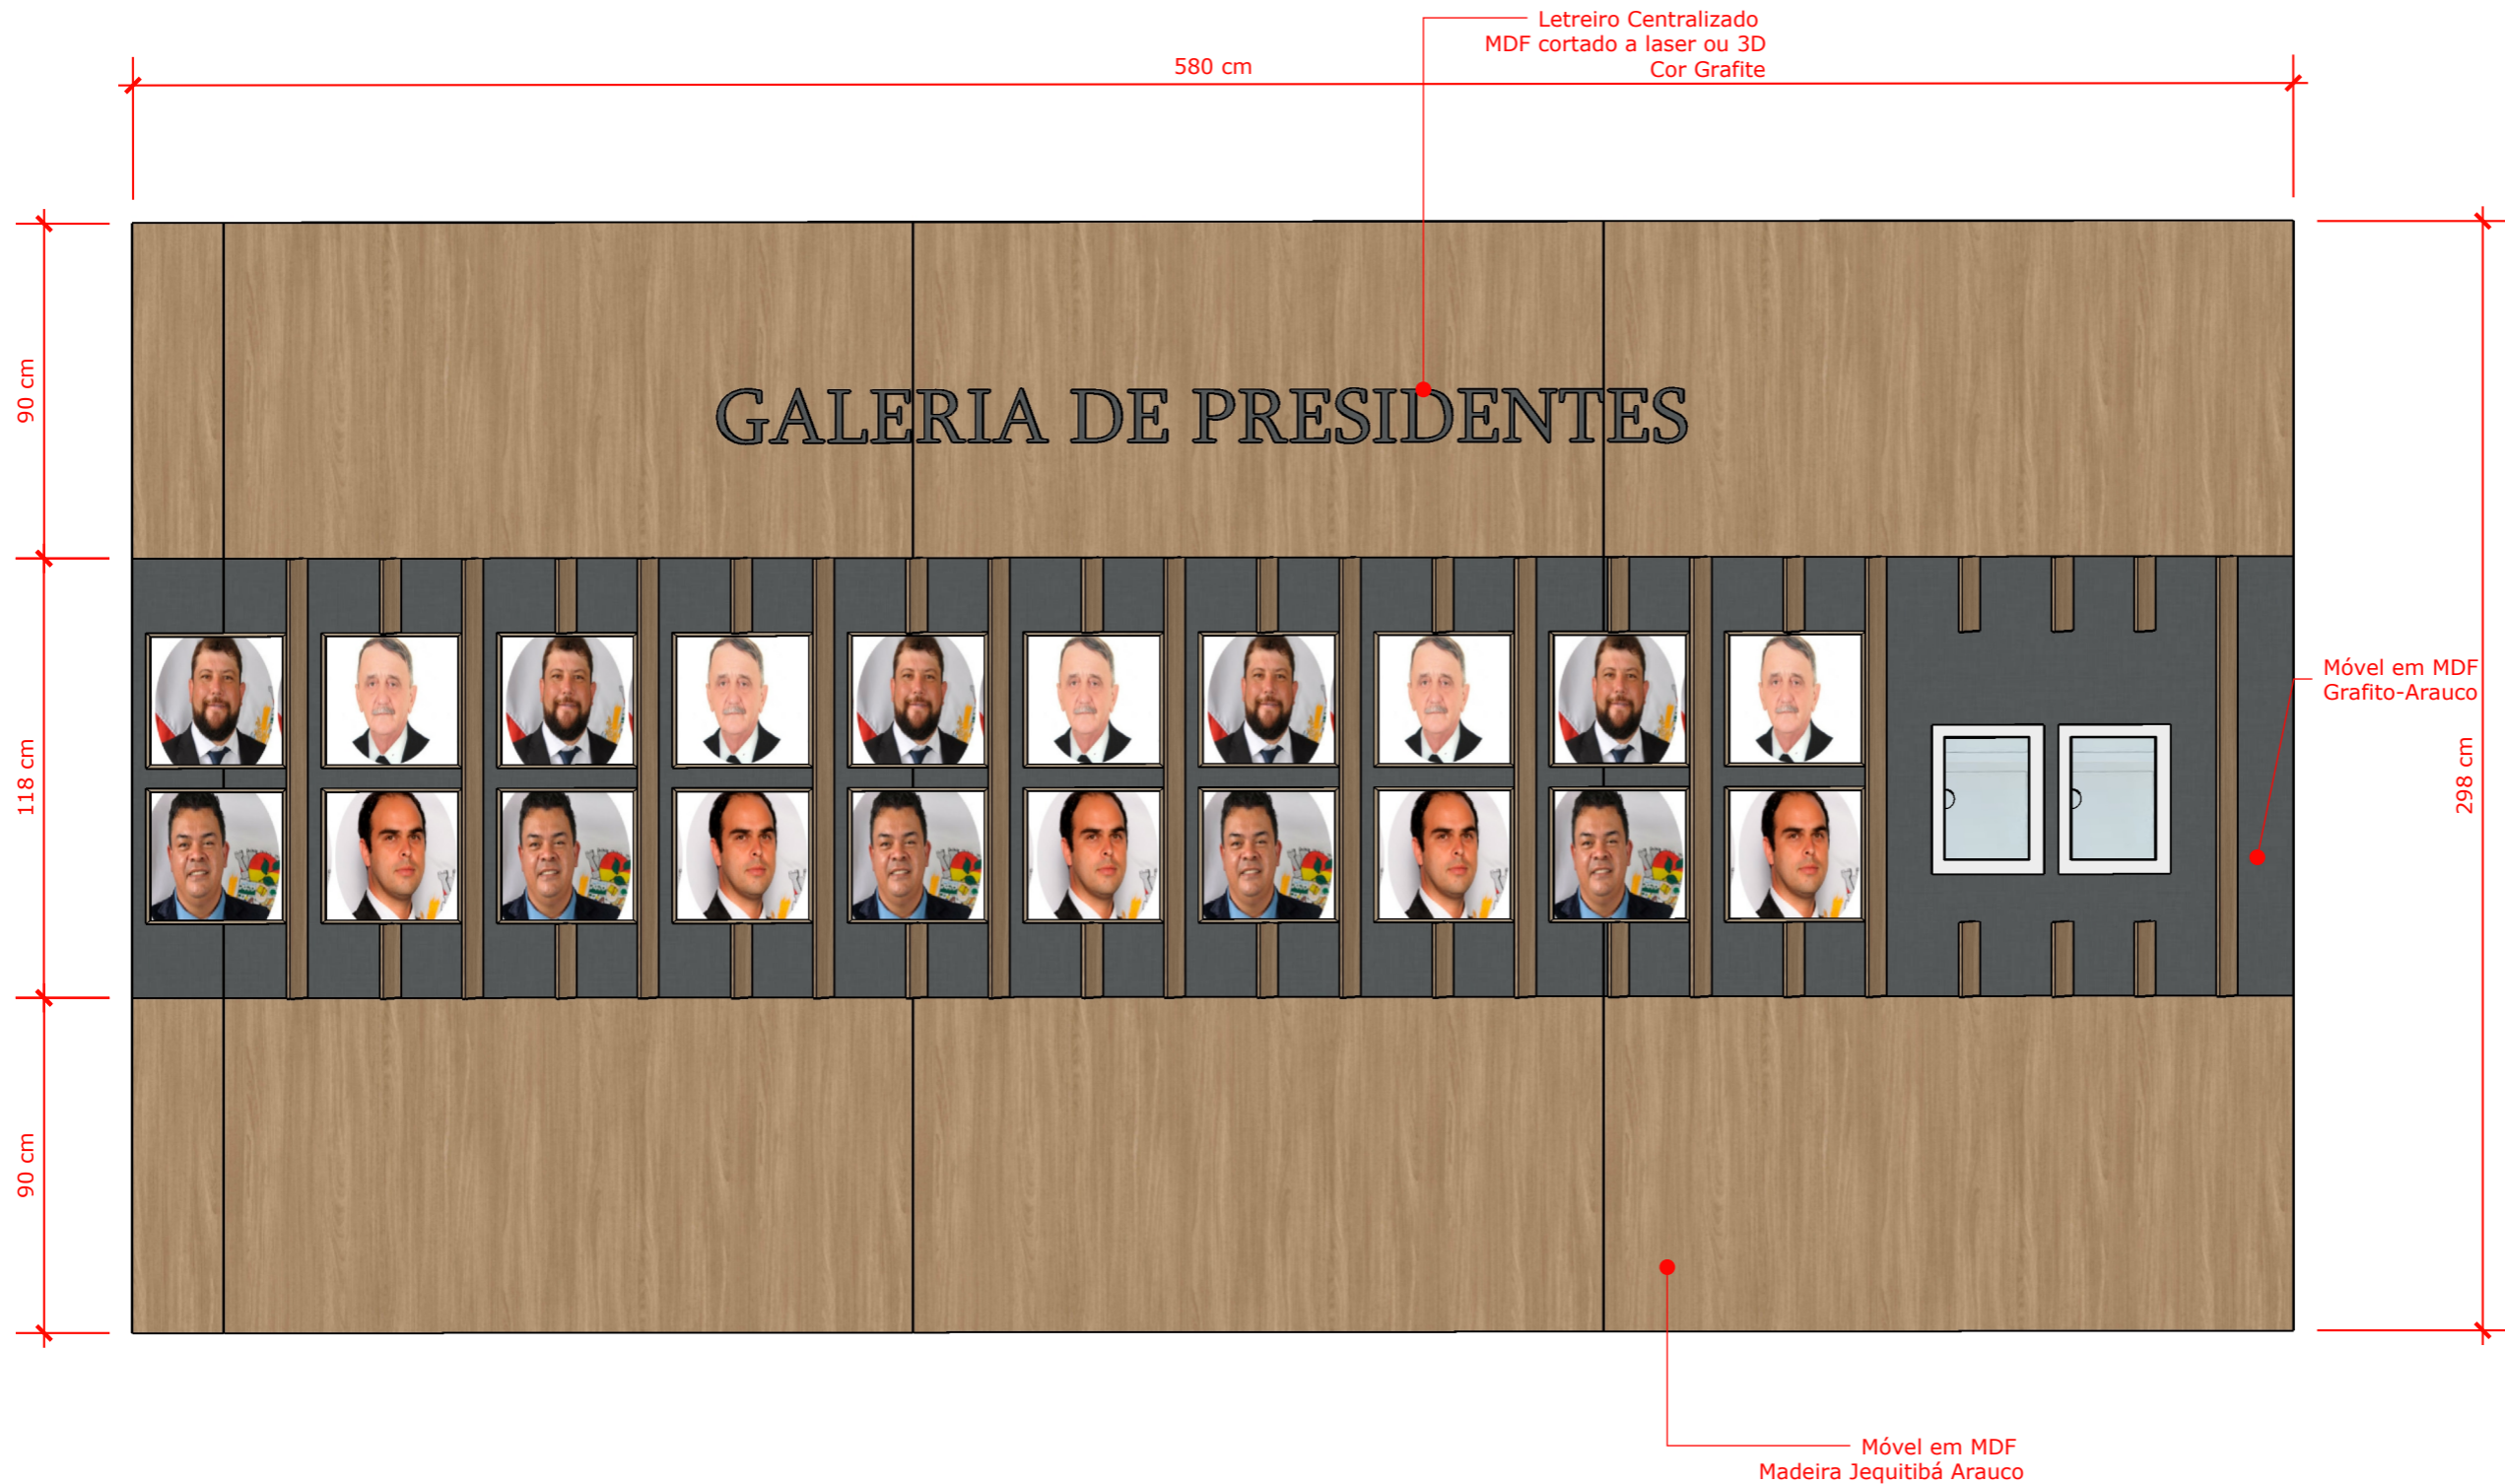 Letreiro Centralizado
MDF cortado a laser ou 3D
Cor Grafite
580 cm
90 cm
GALERIA DE PRESIDENTES
Móvel em MDF
Grafito-Arauco
118 cm
298 cm
90 cm
Móvel em MDF
Madeira Jequitibá Arauco